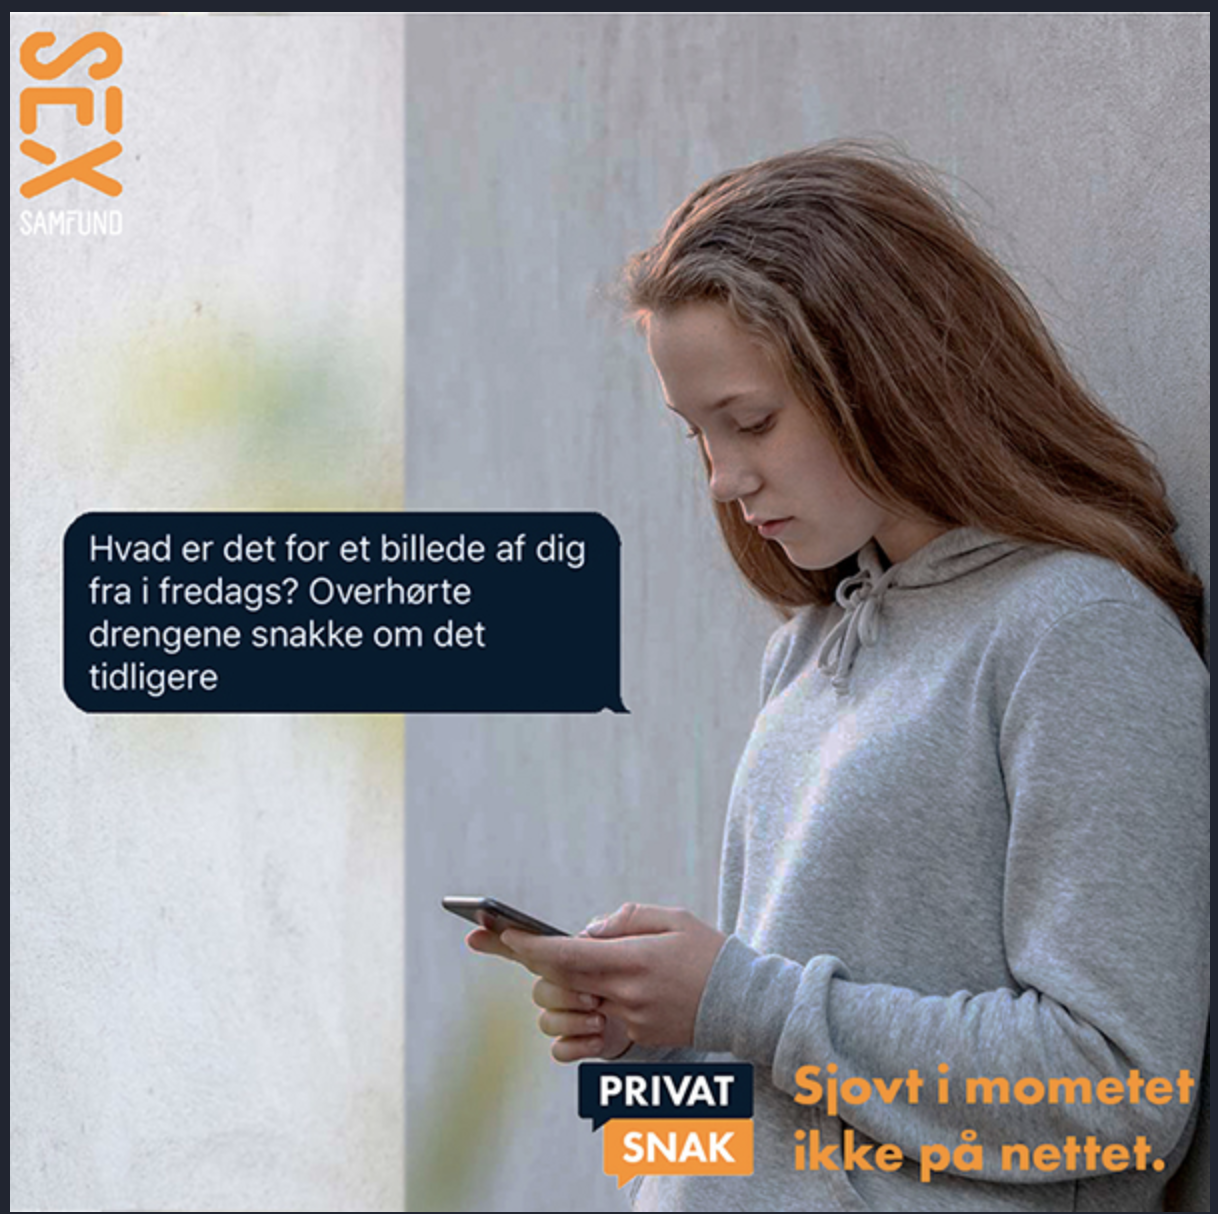 SEX
SAMFUND
Hvad er det for et billede af dig
fra i fredags? Overhørte
drengene snakke om det
tidligere
PRIVAT
SNAK
Sjovt i mometet
ikke på nettet.